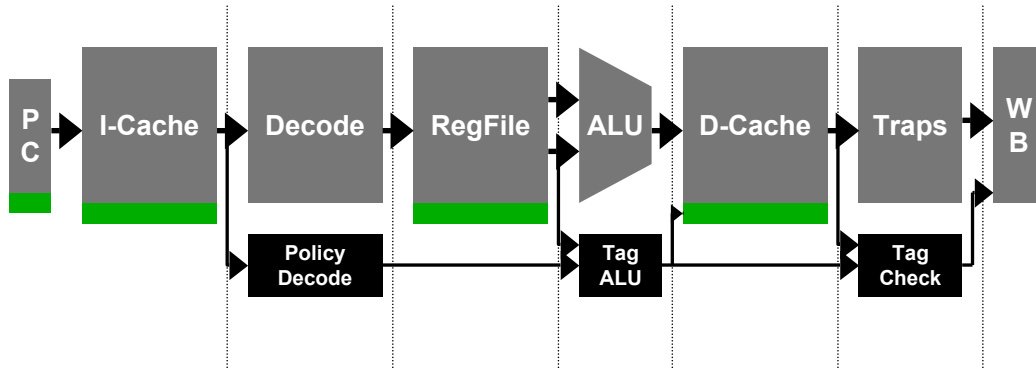 P
C
I-Cache
Decode
RegFile
ALU
D-Cache
Traps
W
B
Policy
Decode
Tag
ALU
Tag
Check